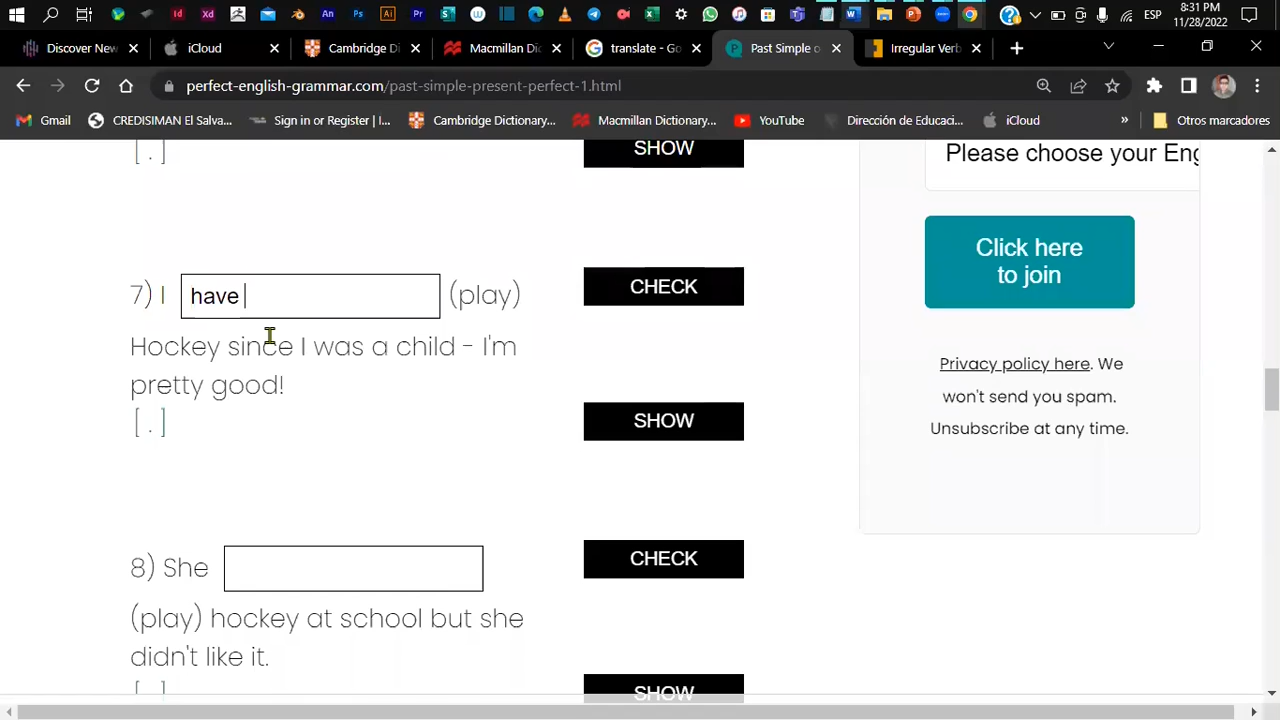 8:31 PM
ESP
11/28/2022
Discover New
iCloud
Cambridge Di
Macmillan Dic
translate - Go
Past Simple o
Irregular Verb
perfect-english-grammar.com/past-simple-present-perfect-1.html
Gmail
CREDISIMAN El Salva...
Sign in or Register | I...
Cambridge Dictionary...
Macmillan Dictionary...
YouTube
Dirección de Educaci...
iCloud
»
Otros marcadores
[ . ]
SHOW
7) I have (play)
CHECK
Hockey since I was a child - I'm
pretty good!
[ . ]
SHOW
8) She
CHECK
(play) hockey at school but she
didn't like it.
SHOW
Please choose your Eng
Click here
to join
Privacy policy here. We
won't send you spam.
Unsubscribe at any time.